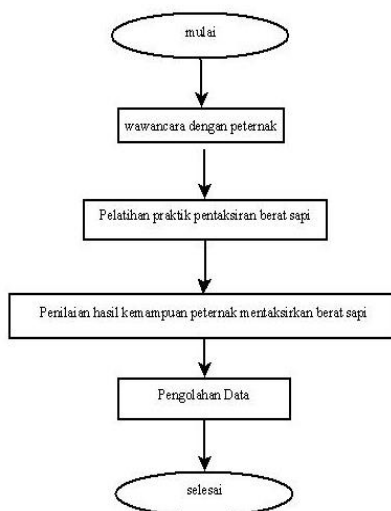 mulai
wawancara dengan peternak
Pelatihan praktik pentaksiran berat sapi
Penilaian hasil kemampuan peternak mentaksirkan berat sapi
Pengolahan Data
selesai